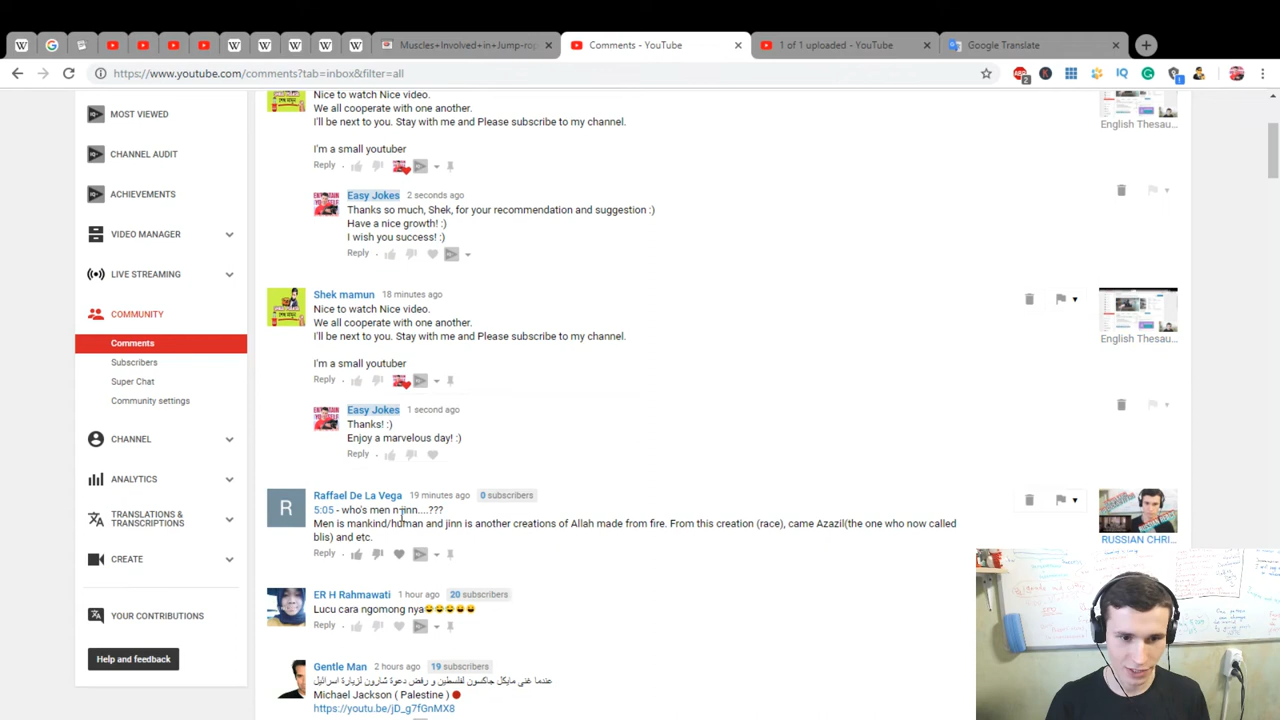 Muscles+Involved+in+Jump-ro
Comments - YouTube
1 of 1 uploaded - YouTube
Google Translate
https://www.youtube.com/comments?tab=inbox&filter=all
MOST VIEWED
CHANNEL AUDIT
ACHIEVEMENTS
VIDEO MANAGER
LIVE STREAMING
COMMUNITY
Comments
Subscribers
Super Chat
Community settings
CHANNEL
ANALYTICS
TRANSLATIONS &
TRANSCRIPTIONS
CREATE
YOUR CONTRIBUTIONS
Help and feedback
Nice to watch Nice video.
We all cooperate with one another.
I'll be next to you. Stay with me and Please subscribe to my channel.
I'm a small youtuber
Reply
English Thesau...
Easy Jokes 2 seconds ago
Thanks so much, Shek, for your recommendation and suggestion :)
Have a nice growth! :)
I wish you success! :)
Reply
Shek mamun 18 minutes ago
Nice to watch Nice video.
We all cooperate with one another.
I'll be next to you. Stay with me and Please subscribe to my channel.
I'm a small youtuber
Reply
English Thesau...
Easy Jokes 1 second ago
Thanks! :)
Enjoy a marvelous day! :)
Reply
R
Raffael De La Vega 19 minutes ago 0 subscribers
5:05 - who's men n jinn....???
Men is mankind/human and jinn is another creations of Allah made from fire. From this creation (race), came Azazil(the one who now called
blis) and etc.
Reply
RUSSIAN CHRI...
ER H Rahmawati 1 hour ago 20 subscribers
Lucu cara ngomong nya😂😂😂😂😂
Reply
Gentle Man 2 hours ago 19 subscribers
عندما غني مايكل جاكسون لفلسطين و رفض دعوة شارون لزيارة اسرائيل
Michael Jackson ( Palestine )
https://youtu.be/jD_g7fGnMX8